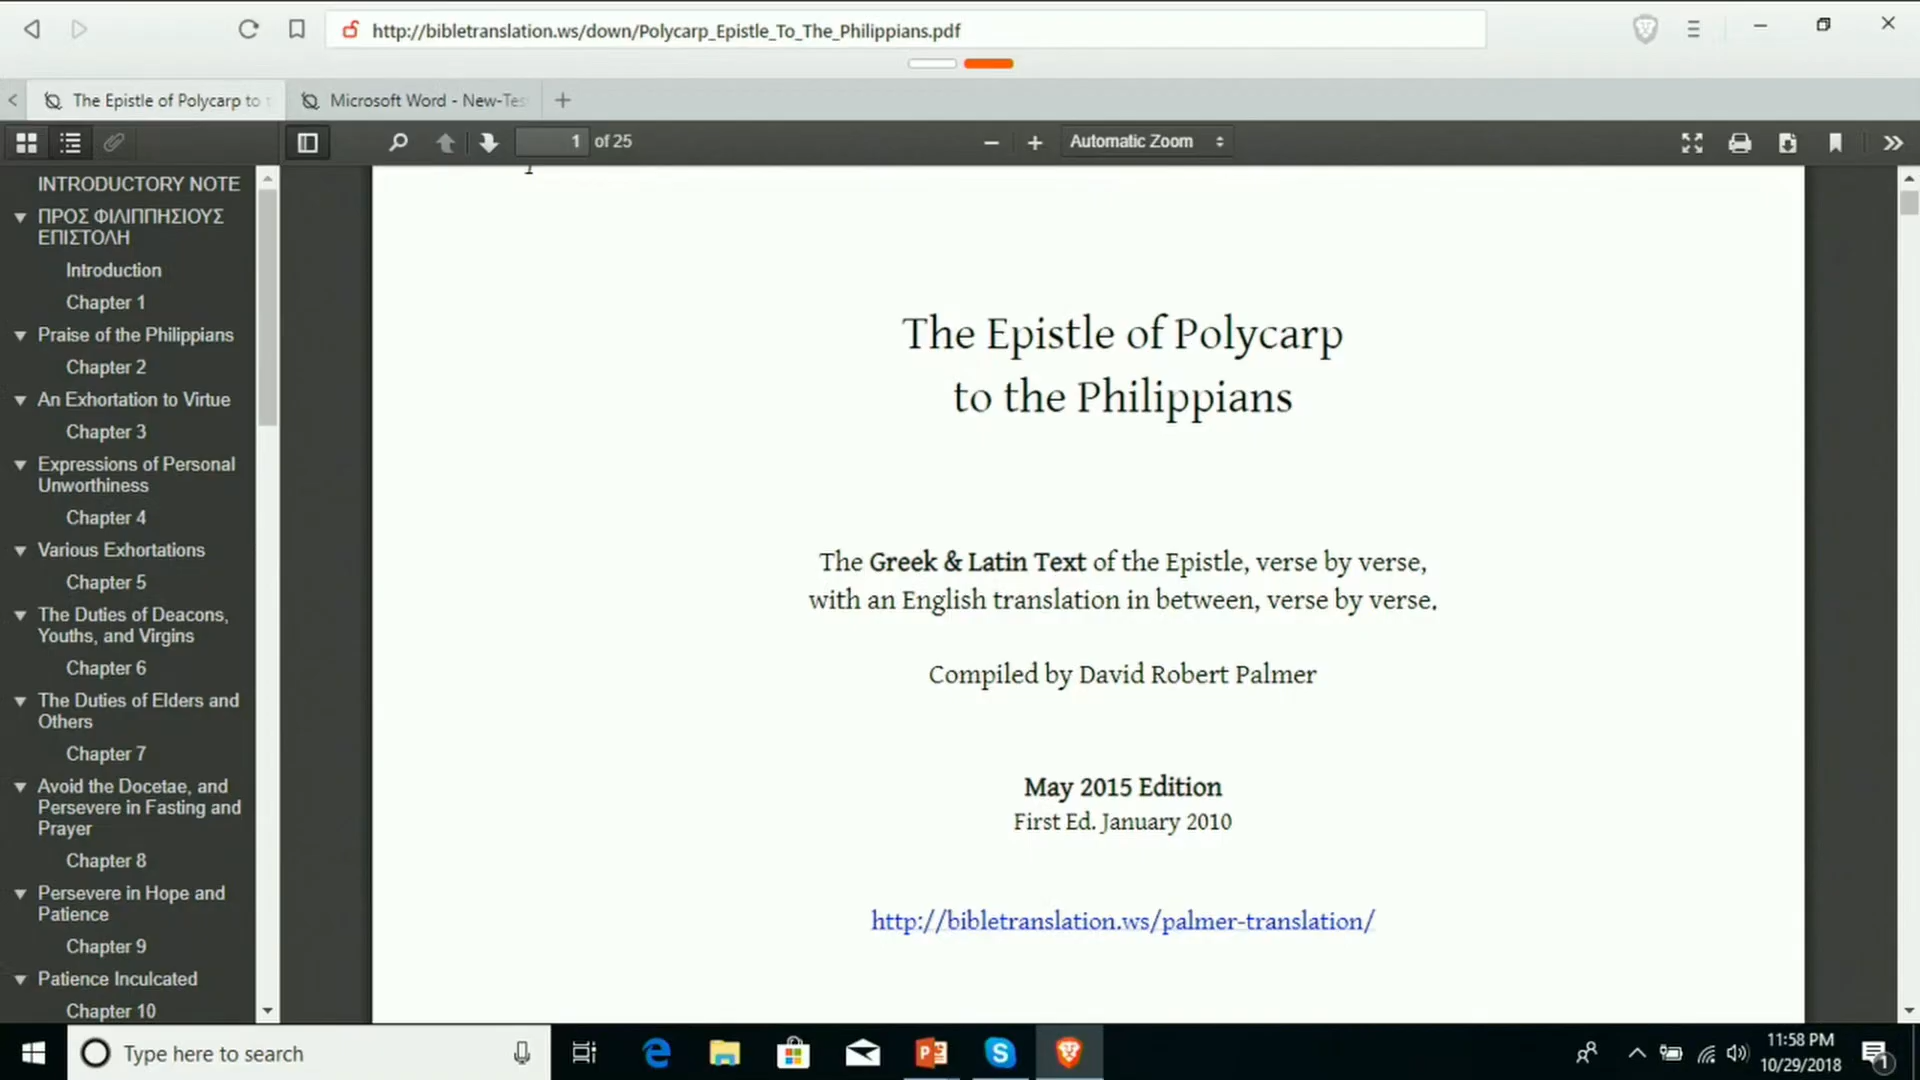 http://bibletranslation.ws/down/Polycarp_Epistle_To_The_Philippians.pdf
The Epistle of Polycarp to
Microsoft Word - New-Tes
1 of 25
Automatic Zoom
INTRODUCTORY NOTE
ΠΡΟΣ ΦΙΛΙΠΠΗΣΙΟΥΣ
ΕΠΙΣΤΟΛΗ
Introduction
Chapter 1
Praise of the Philippians
Chapter 2
An Exhortation to Virtue
Chapter 3
Expressions of Personal
Unworthiness
Chapter 4
Various Exhortations
Chapter 5
The Duties of Deacons,
Youths, and Virgins
Chapter 6
The Duties of Elders and
Others
Chapter 7
Avoid the Docetae, and
Persevere in Fasting and
Prayer
Chapter 8
Persevere in Hope and
Patience
Chapter 9
Patience Inculcated
Chapter 10
The Epistle of Polycarp
to the Philippians
The Greek & Latin Text of the Epistle, verse by verse,
with an English translation in between, verse by verse.
Compiled by David Robert Palmer
May 2015 Edition
First Ed. January 2010
http://bibletranslation.ws/palmer-translation/
Type here to search
11:58 PM
10/29/2018
1